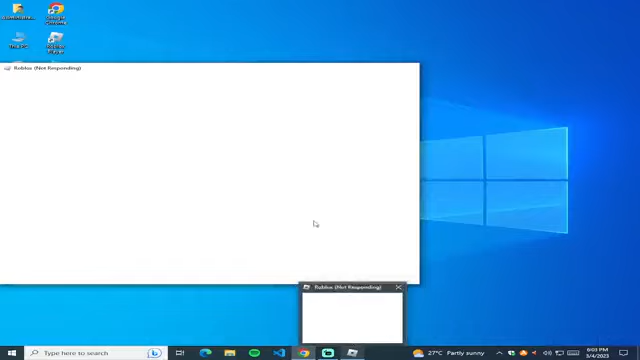 Administra...
Google
Chrome
This PC
Roblox
Player
Roblox (Not Responding)
Roblox (Not Responding)
Type here to search
27°C Partly sunny
6:03 PM
3/4/2023